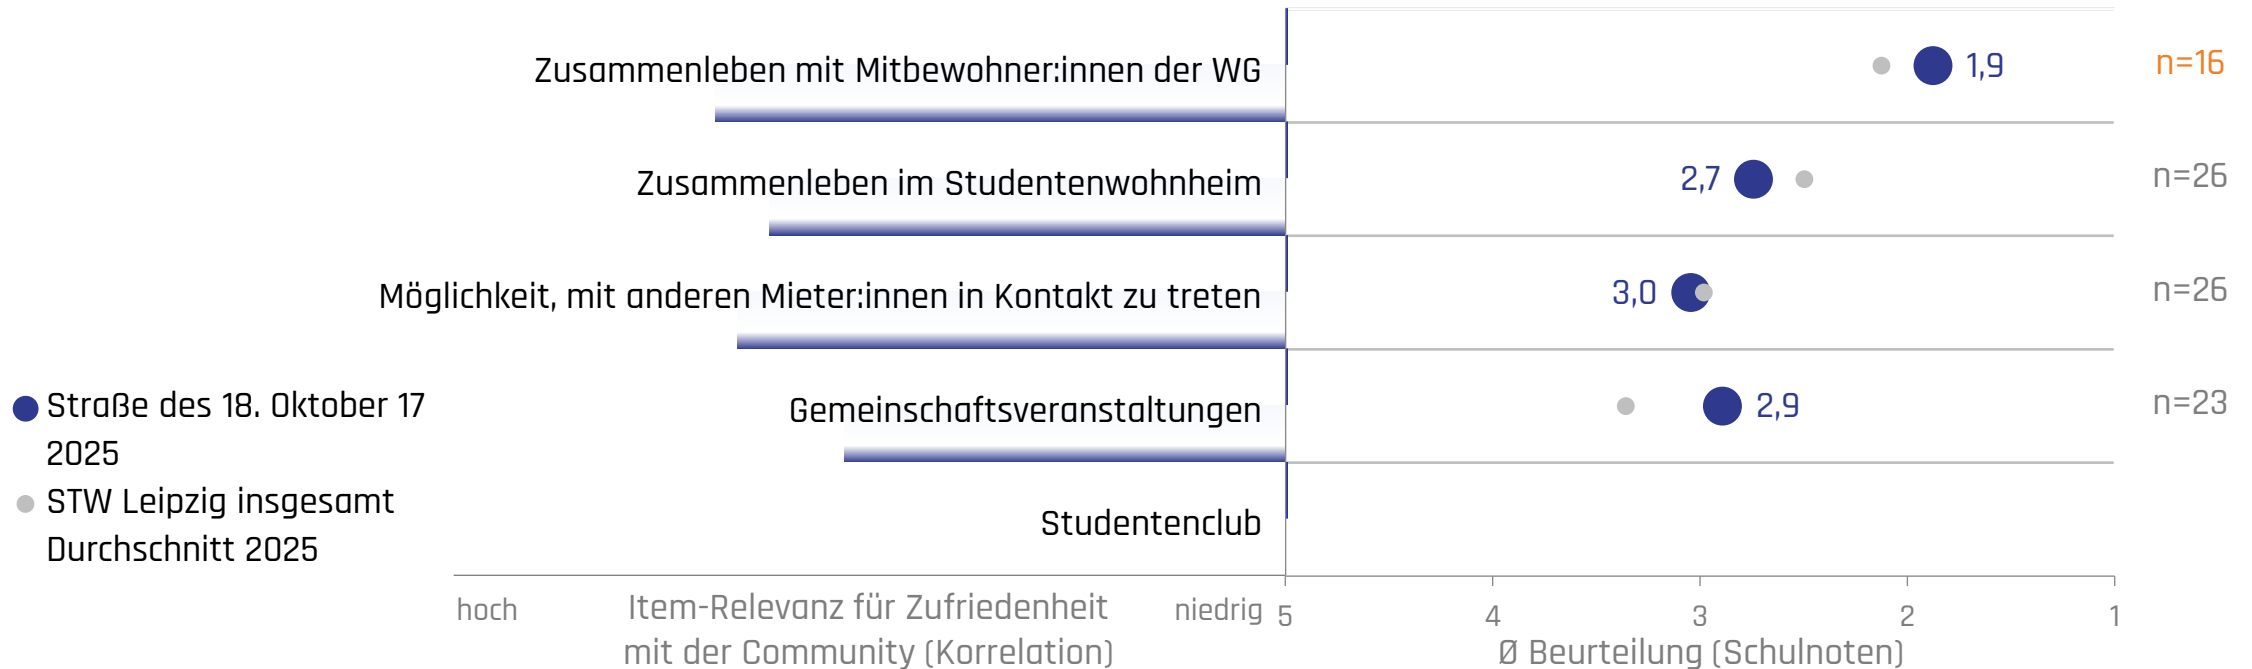 Zusammenleben mit Mitbewohner:innen der WG
1,9
n=16
Zusammenleben im Studentenwohnheim
2,7
n=26
Möglichkeit, mit anderen Mieter:innen in Kontakt zu treten
3,0
n=26
Gemeinschaftsveranstaltungen
2,9
n=23
Studentenclub
Straße des 18. Oktober 17
2025
STW Leipzig insgesamt
Durchschnitt 2025
hoch
Item-Relevanz für Zufriedenheit
mit der Community (Korrelation)
niedrig
5
4
3
2
1
Ø Beurteilung (Schulnoten)